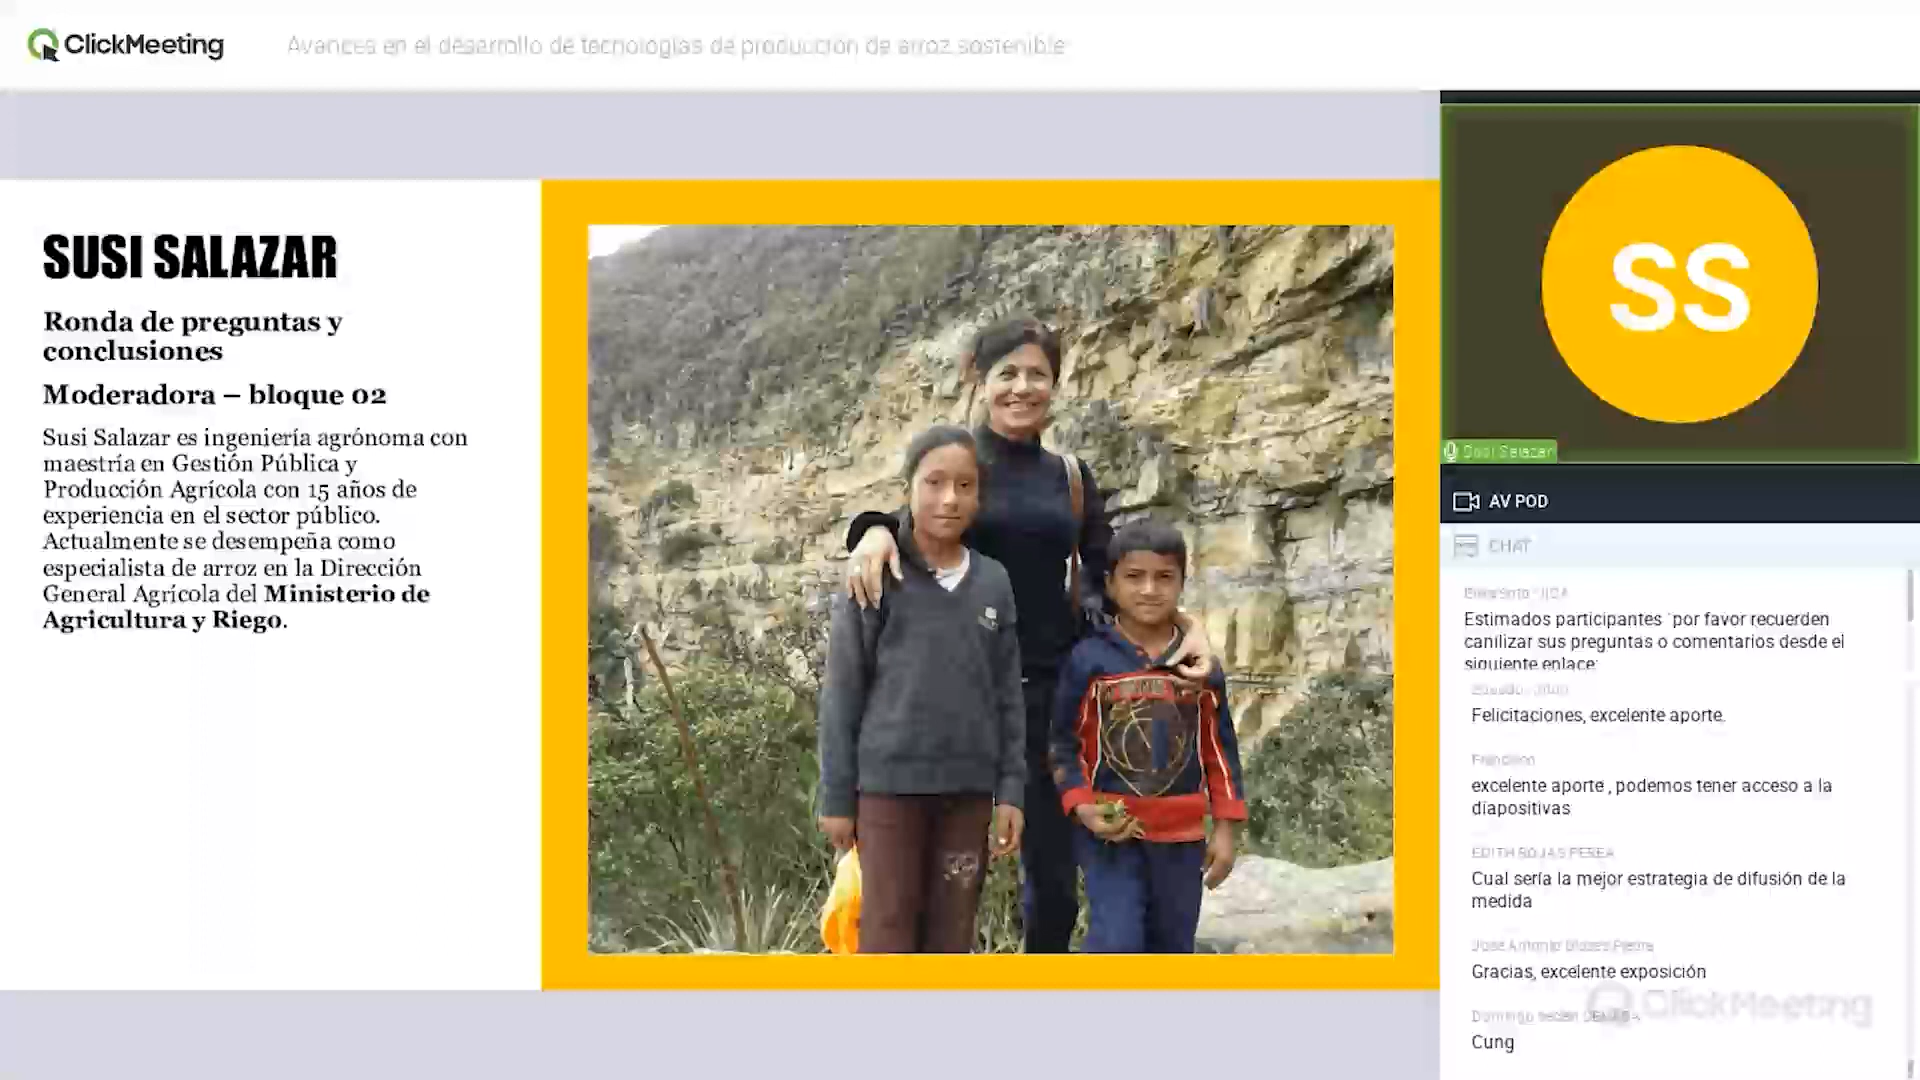 ClickMeeting
Avances en el desarrollo de tecnologías de producción de arroz sostenible
SUSI SALAZAR
Ronda de preguntas y
conclusiones
Moderadora – bloque 02
Susi Salazar es ingeniería agrónoma con
maestría en Gestión Pública y
Producción Agrícola con 15 años de
experiencia en el sector público.
Actualmente se desempeña como
especialista de arroz en la Dirección
General Agrícola del Ministerio de
Agricultura y Riego.
SS
Susi Salazar
AV POD
CHAT
Estimados participantes ´por favor recuerden
canilizar sus preguntas o comentarios desde el
siguiente enlace:
Felicitaciones, excelente aporte.
Francisco
excelente aporte , podemos tener acceso a la
diapositivas
EDITH ROJAS PEREA
Cual sería la mejor estrategia de difusión de la
medida
Jose Antonio
Gracias, excelente exposición
ClickMeeting
Domingo
Cung